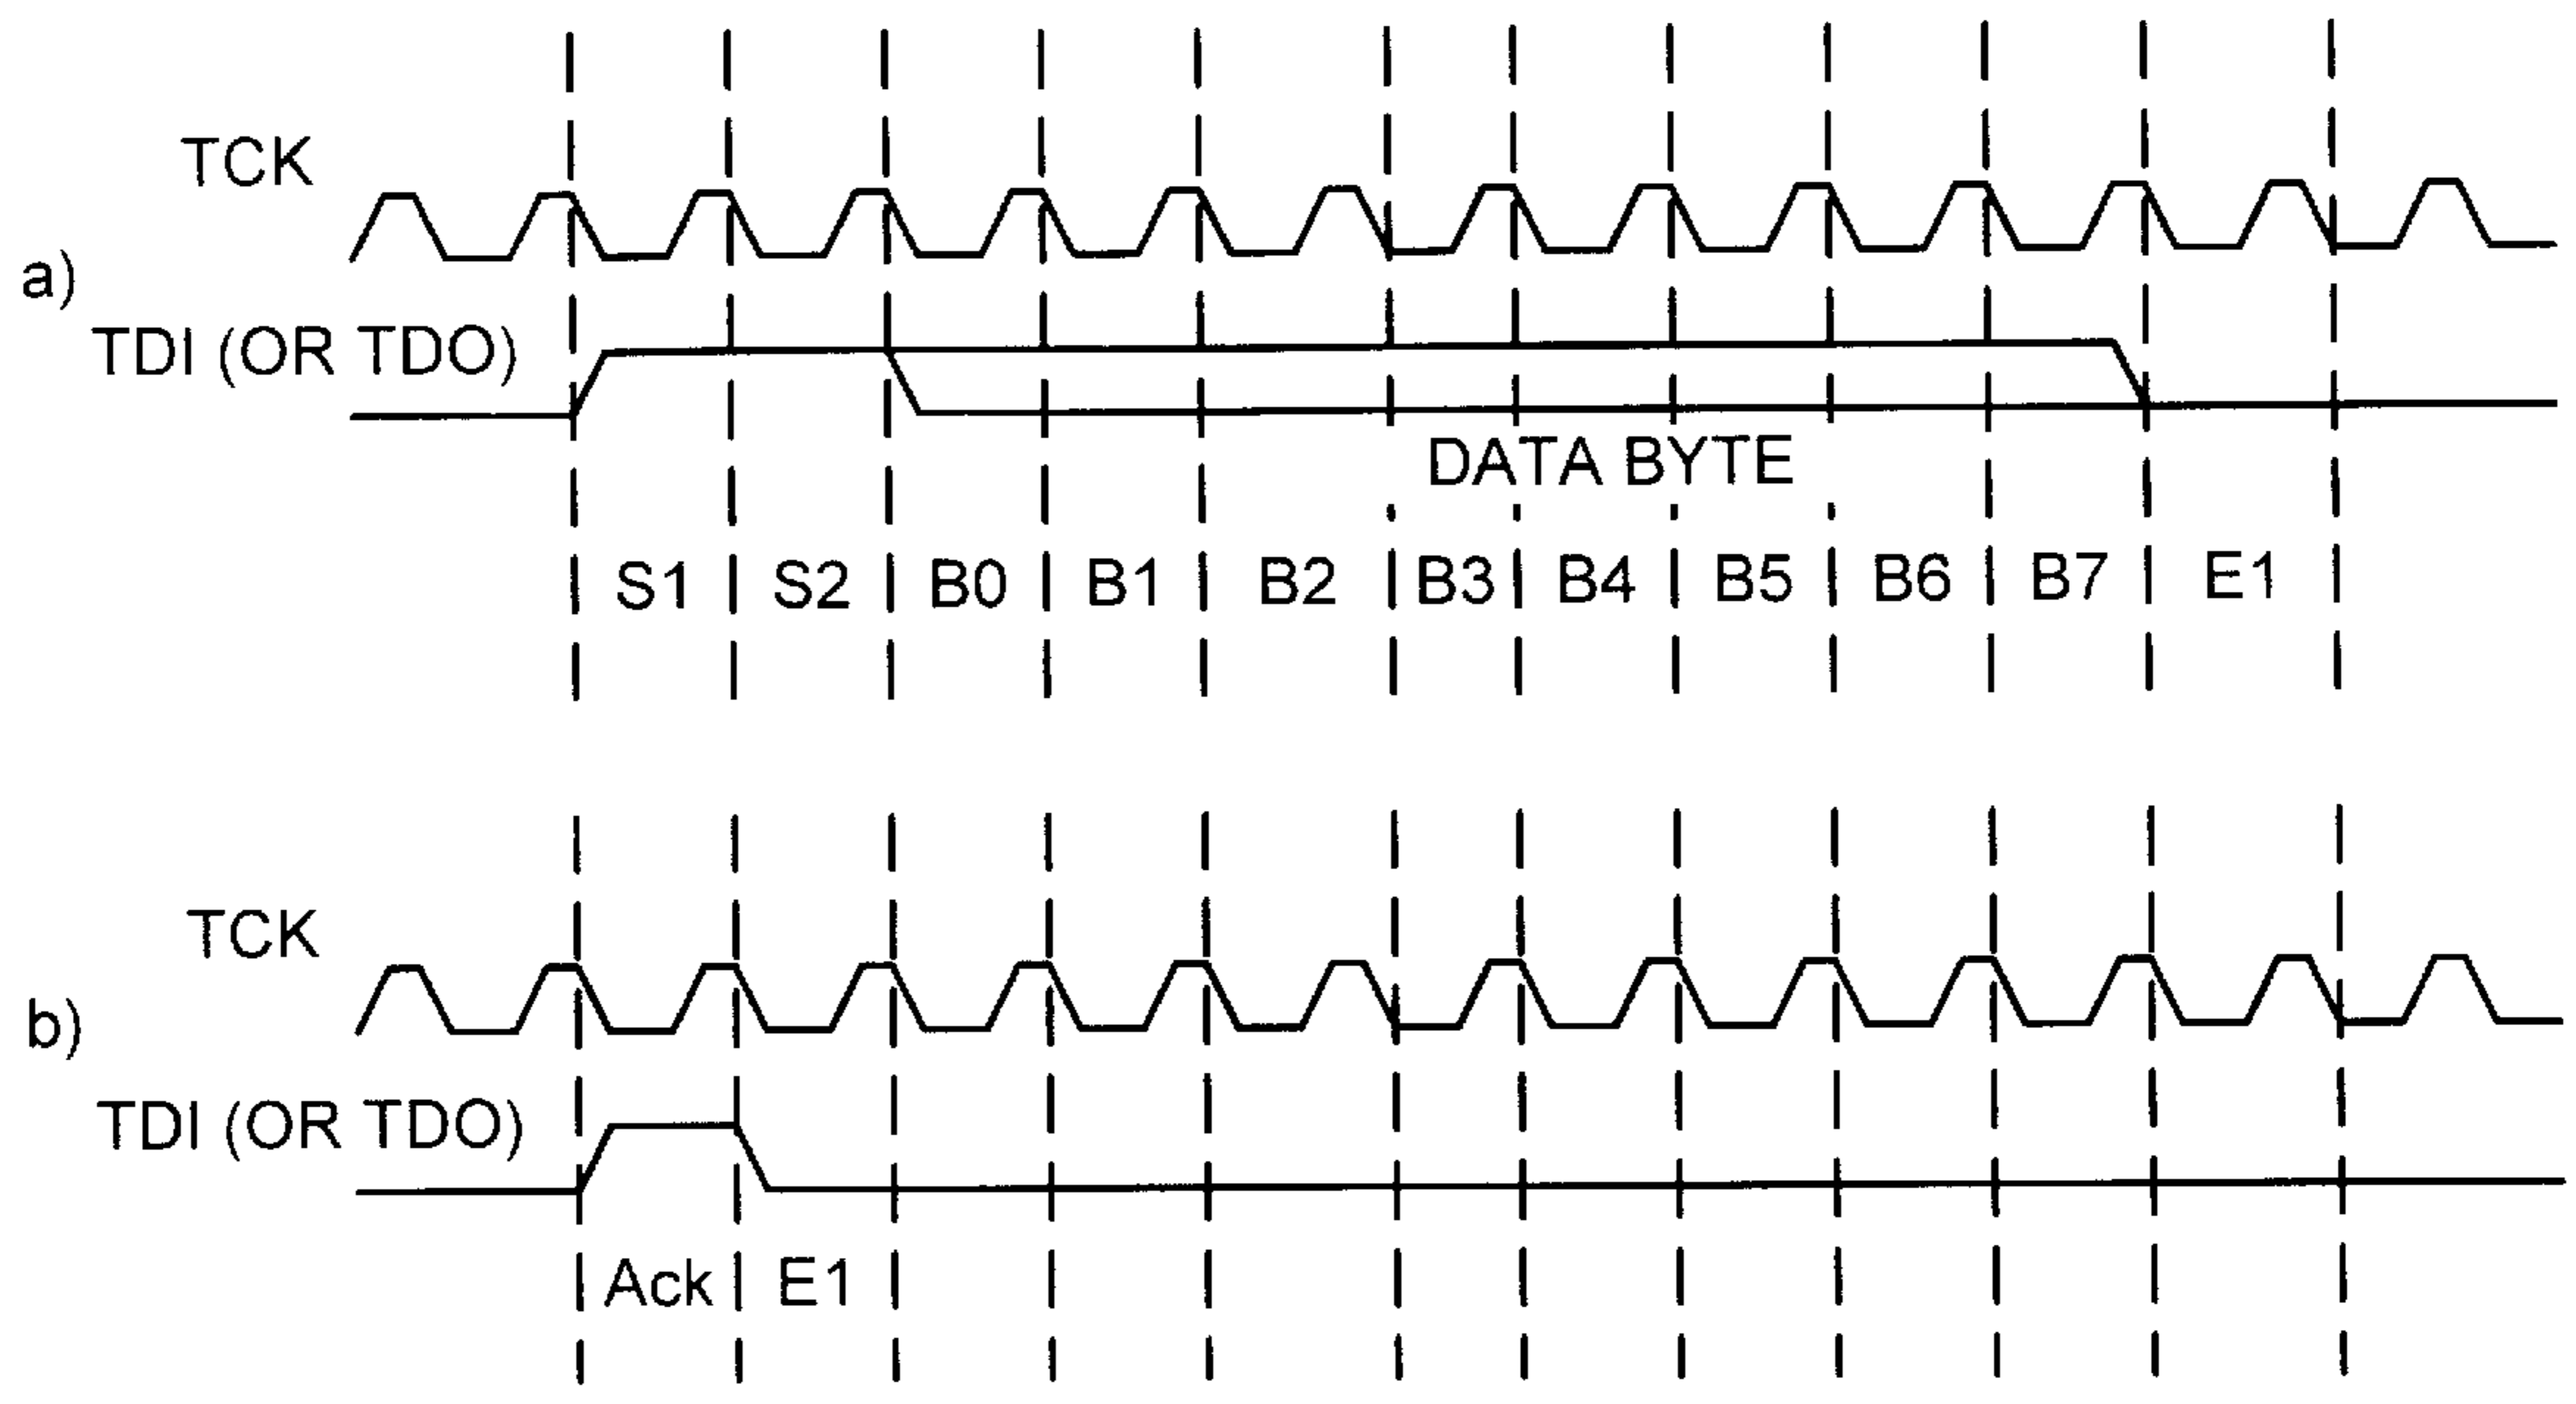 TCK
a)
TDI (OR TDO)
DATA BYTE
S1 S2 B0 B1 B2 B3 B4 B5 B6 B7 E1
TCK
b)
TDI (OR TDO)
Ack E1